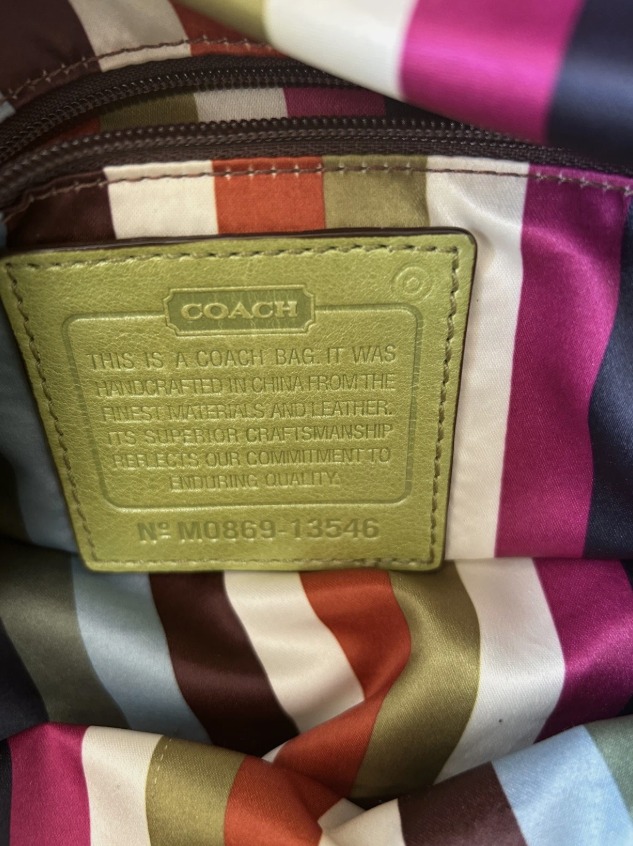 COACH
THIS IS A COACH BAG. IT WAS
HANDCRAFTED IN CHINA FROM THE
FINEST MATERIALS AND LEATHER.
ITS SUPERIOR CRAFTSMANSHIP
REFLECTS OUR COMMITMENT TO
ENDURING QUALITY.
Nº M0869-13546